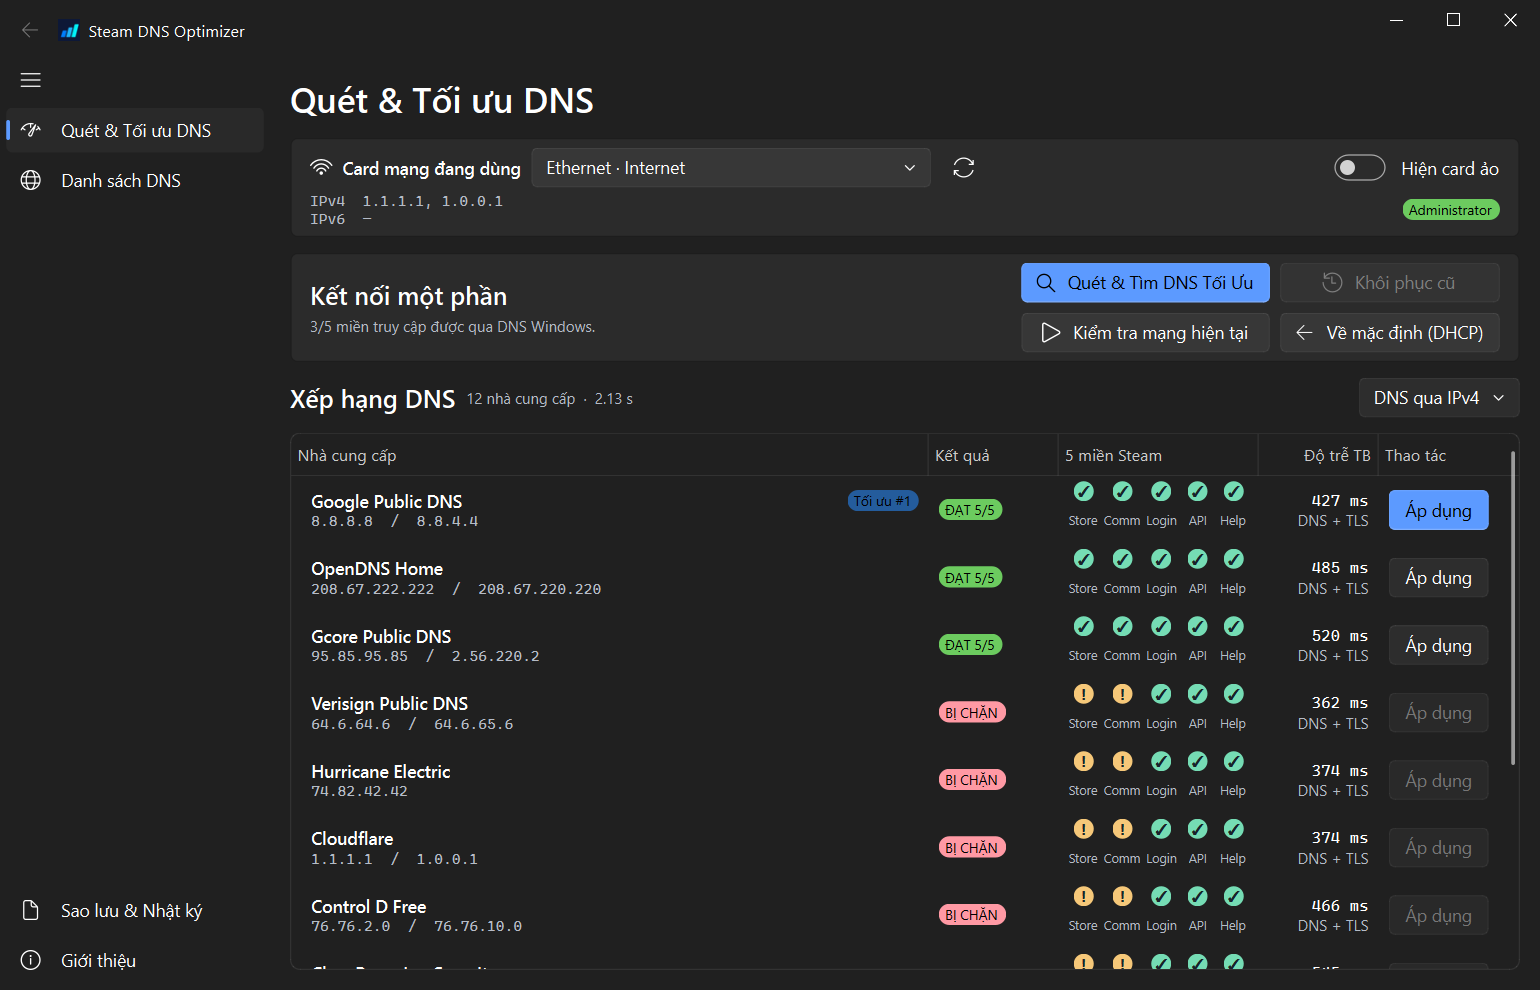 Steam DNS Optimizer
Quét & Tối ưu DNS
Danh sách DNS
Sao lưu & Nhật ký
Giới thiệu
Quét & Tối ưu DNS
Card mạng đang dùng
Ethernet · Internet
Hiện card ảo
IPv4 1.1.1.1, 1.0.0.1
IPv6 —
Administrator
Kết nối một phần
3/5 miền truy cập được qua DNS Windows.
Quét & Tìm DNS Tối Ưu
Khôi phục cũ
Kiểm tra mạng hiện tại
Về mặc định (DHCP)
Xếp hạng DNS 12 nhà cung cấp · 2.13 s
DNS qua IPv4
Nhà cung cấp Kết quả 5 miền Steam Độ trễ TB Thao tác
Google Public DNS
8.8.8.8 / 8.8.4.4
Tối ưu #1
ĐẠT 5/5
Store Comm Login API Help
427 ms
DNS + TLS
Áp dụng
OpenDNS Home
208.67.222.222 / 208.67.220.220
ĐẠT 5/5
Store Comm Login API Help
485 ms
DNS + TLS
Áp dụng
Gcore Public DNS
95.85.95.85 / 2.56.220.2
ĐẠT 5/5
Store Comm Login API Help
520 ms
DNS + TLS
Áp dụng
Verisign Public DNS
64.6.64.6 / 64.6.65.6
BỊ CHẶN
Store Comm Login API Help
362 ms
DNS + TLS
Áp dụng
Hurricane Electric
74.82.42.42
BỊ CHẶN
Store Comm Login API Help
374 ms
DNS + TLS
Áp dụng
Cloudflare
1.1.1.1 / 1.0.0.1
BỊ CHẶN
Store Comm Login API Help
374 ms
DNS + TLS
Áp dụng
Control D Free
76.76.2.0 / 76.76.10.0
BỊ CHẶN
Store Comm Login API Help
466 ms
DNS + TLS
Áp dụng